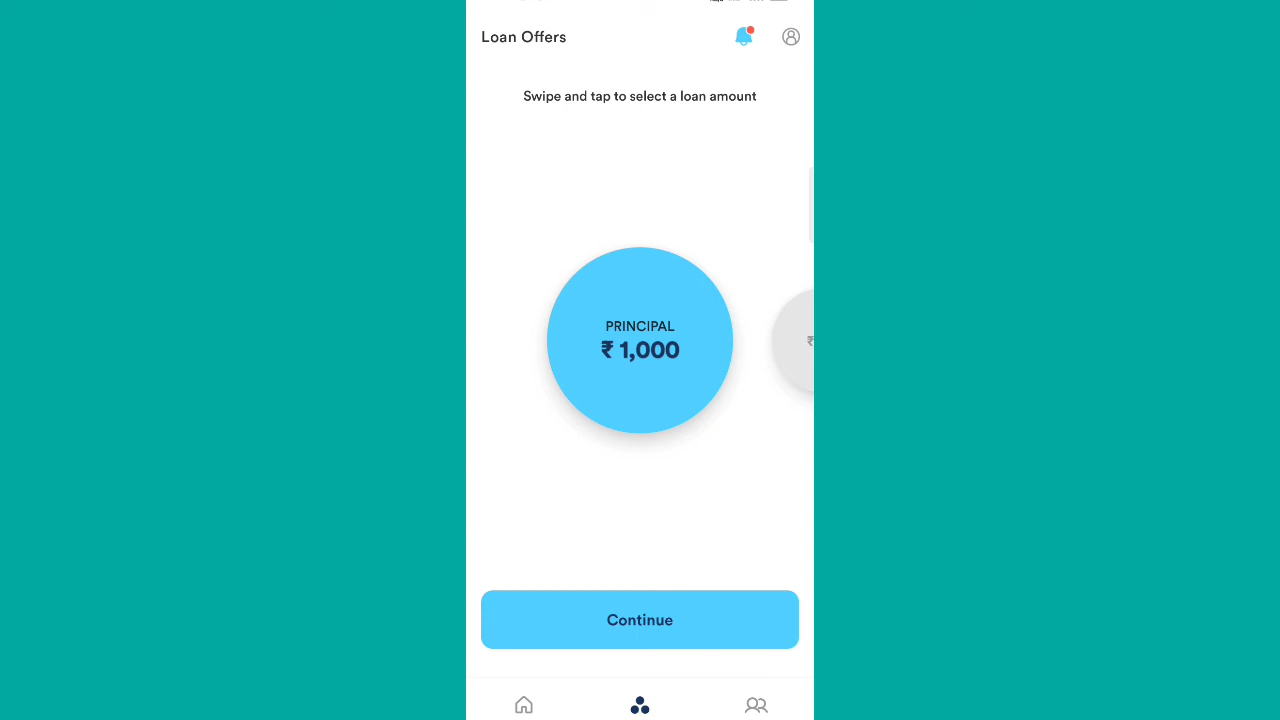 Loan Offers
Swipe and tap to select a loan amount
PRINCIPAL
₹ 1,000
₹
Continue